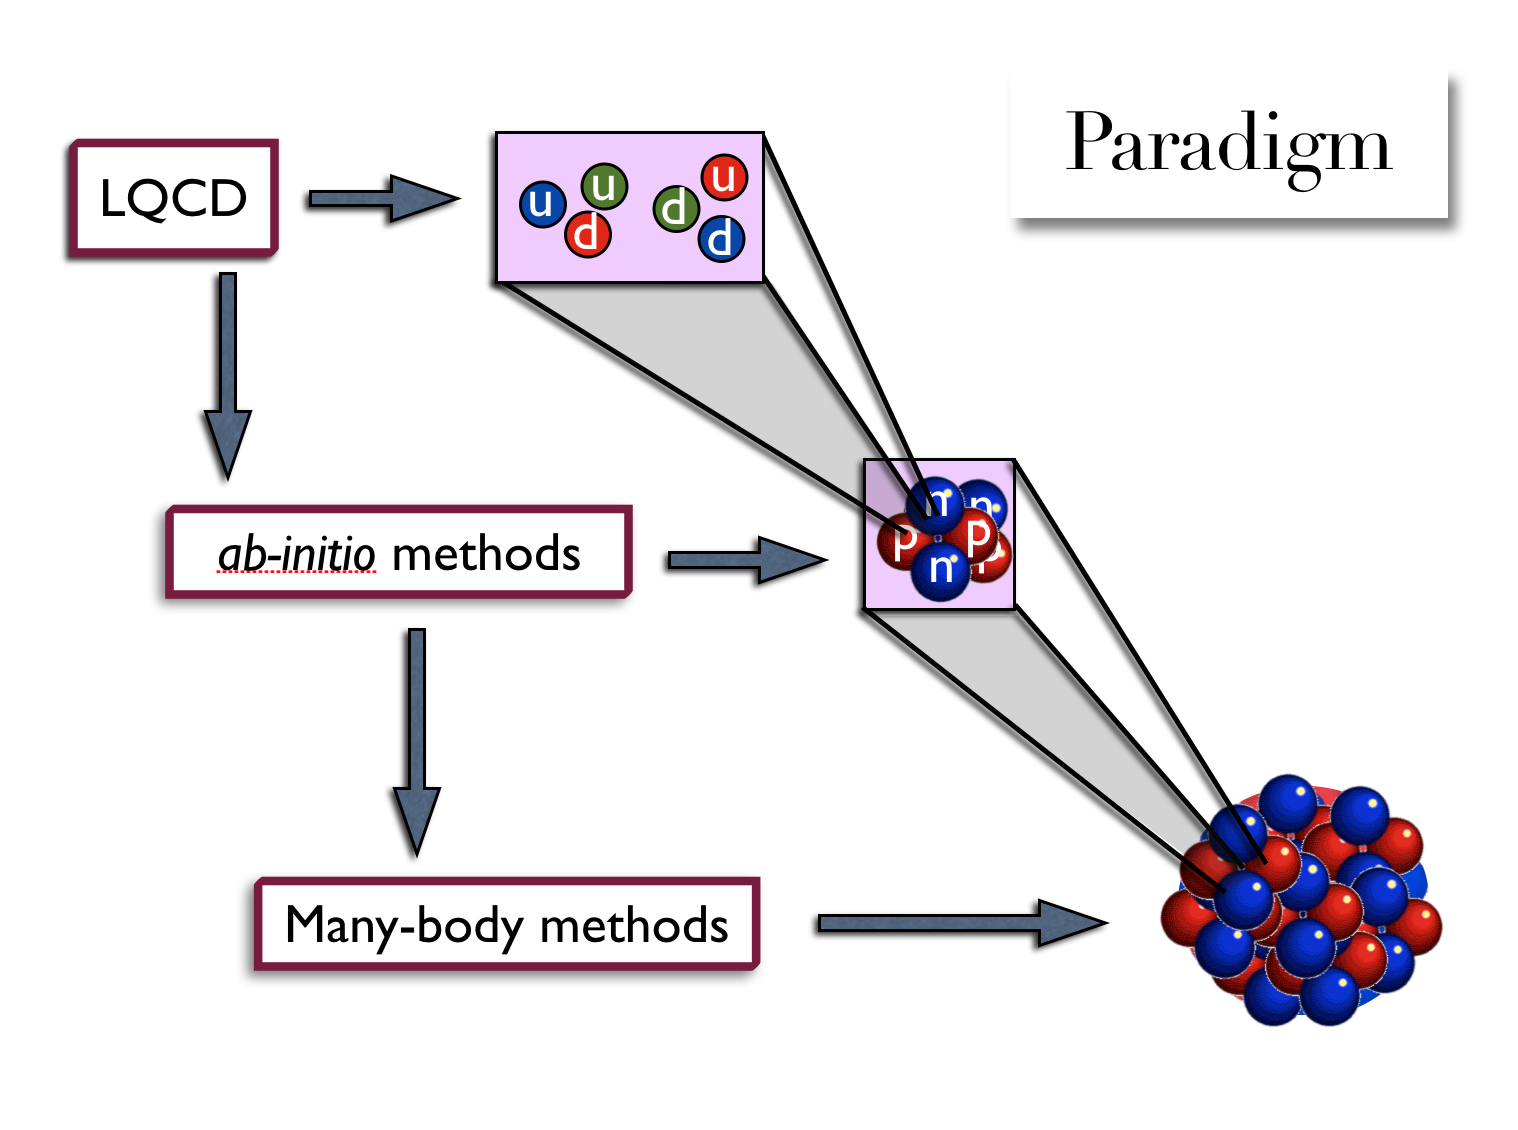 Paradigm
LQCD
u
u
d
d
u
d
ab-initio methods
n
n
p
p
p
n
Many-body methods